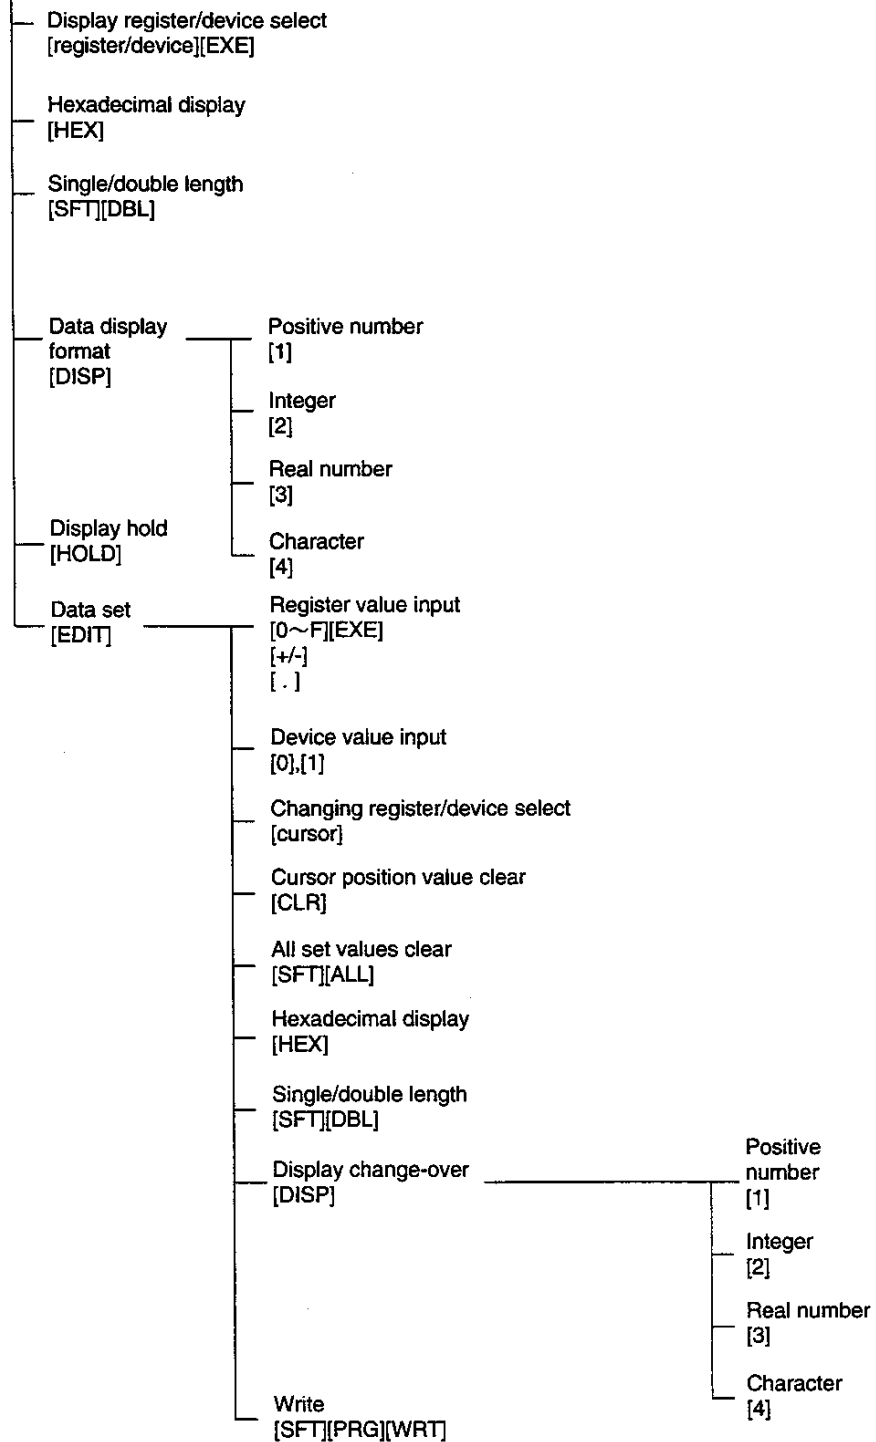 Display register/device select
[register/device][EXE]
Hexadecimal display
[HEX]
Single/double length
[SFT][DBL]
Data display
format
[DISP]
Positive number
[1]
Integer
[2]
Real number
[3]
Character
[4]
Display hold
[HOLD]
Data set
[EDIT]
Register value input
[0~F][EXE]
[+/-]
[ . ]
Device value input
[0],[1]
Changing register/device select
[cursor]
Cursor position value clear
[CLR]
All set values clear
[SFT][ALL]
Hexadecimal display
[HEX]
Single/double length
[SFT][DBL]
Display change-over
[DISP]
Positive
number
[1]
Integer
[2]
Real number
[3]
Character
[4]
Write
[SFT][PRG][WRT]